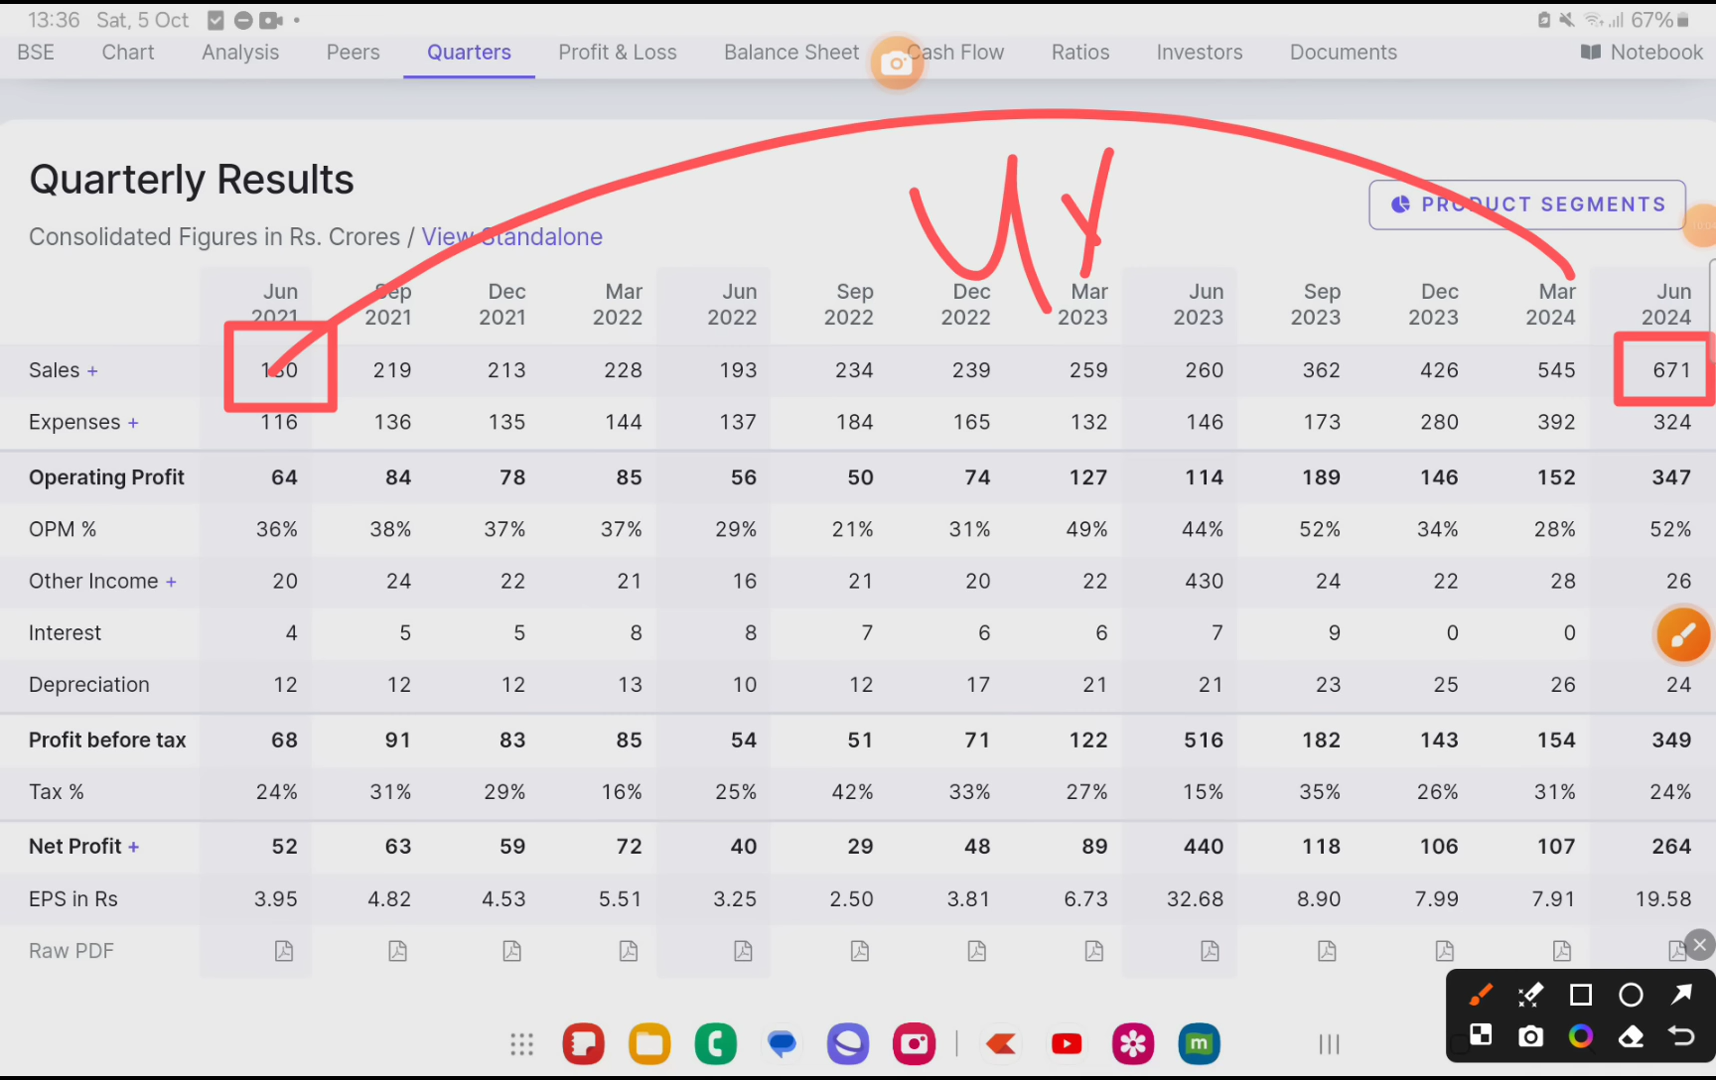 13:36 Sat, 5 Oct 67%
BSE Chart Analysis Peers Quarters Profit & Loss Balance Sheet Cash Flow Ratios Investors Documents Notebook
Quarterly Results
4Y
PRODUCT SEGMENTS
Consolidated Figures in Rs. Crores / View Standalone
Jun 2021 Sep 2021 Dec 2021 Mar 2022 Jun 2022 Sep 2022 Dec 2022 Mar 2023 Jun 2023 Sep 2023 Dec 2023 Mar 2024 Jun 2024
Sales + 219 213 228 193 234 239 259 260 362 426 545 671
Expenses + 116 136 135 144 137 184 165 132 146 173 280 392 324
Operating Profit 64 84 78 85 56 50 74 127 114 189 146 152 347
OPM % 36% 38% 37% 37% 29% 21% 31% 49% 44% 52% 34% 28% 52%
Other Income + 20 24 22 21 16 21 20 22 430 24 22 28 26
Interest 4 5 5 8 8 7 6 6 7 9 0 0
Depreciation 12 12 12 13 10 12 17 21 21 23 25 26 24
Profit before tax 68 91 83 85 54 51 71 122 516 182 143 154 349
Tax % 24% 31% 29% 16% 25% 42% 33% 27% 15% 35% 26% 31% 24%
Net Profit + 52 63 59 72 40 29 48 89 440 118 106 107 264
EPS in Rs 3.95 4.82 4.53 5.51 3.25 2.50 3.81 6.73 32.68 8.90 7.99 7.91 19.58
Raw PDF
m